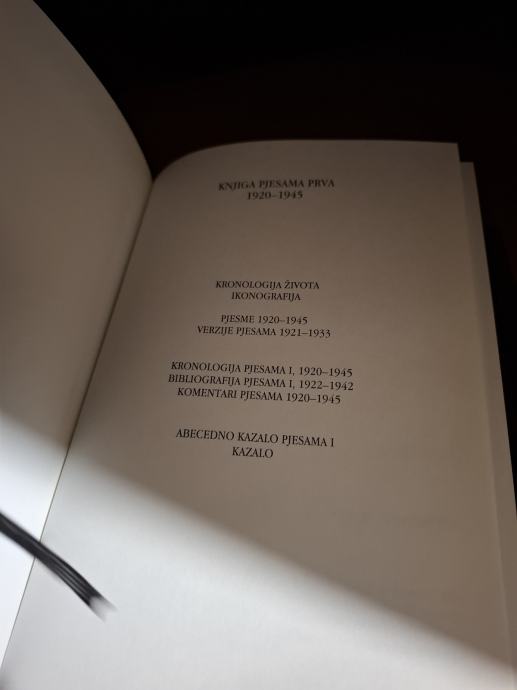 KNJIGA PJESAMA PRVA
1920–1945
KRONOLOGIJA ŽIVOTA
IKONOGRAFIJA
PJESME 1920–1945
VERZIJE PJESAMA 1921–1933
KRONOLOGIJA PJESAMA I, 1920–1945
BIBLIOGRAFIJA PJESAMA I, 1922–1942
KOMENTARI PJESAMA 1920–1945
ABECEDNO KAZALO PJESAMA I
KAZALO